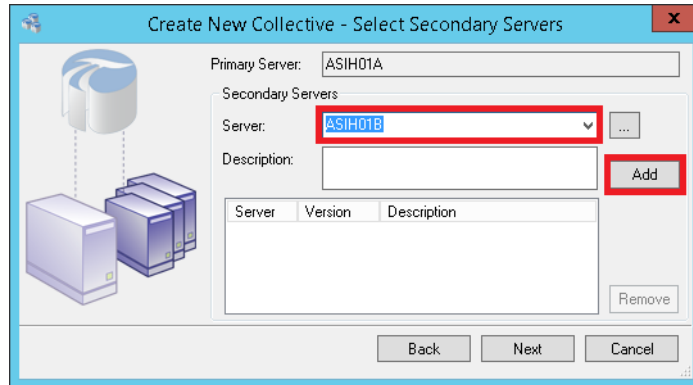 Create New Collective - Select Secondary Servers
x
Primary Server: ASIH01A
Secondary Servers
Server: ASIH01B ...
Description:
Add
Server Version Description
Remove
Back Next Cancel